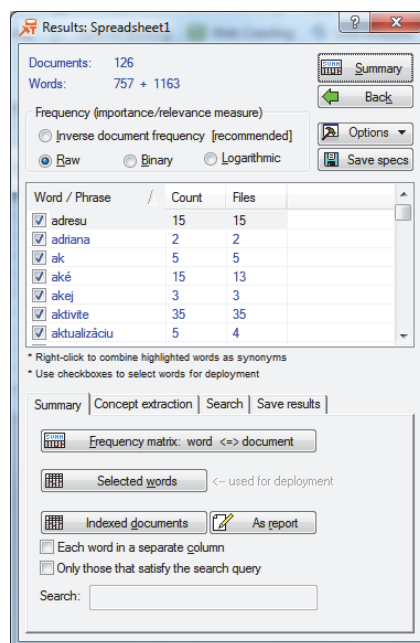 Results: Spreadsheet1
Documents: 126
Words: 757 + 1163
Summary
Back
Frequency (importance/relevance measure)
Inverse document frequency [recommended]
Raw Binary Logarithmic
Options
Save specs
Word / Phrase Count Files
adresu 15 15
adriana 2 2
ak 5 5
aké 15 13
akej 3 3
aktivite 35 35
aktualizáciu 5 4
* Right-click to combine highlighted words as synonyms
* Use checkboxes to select words for deployment
Summary Concept extraction Search Save results
SUMM Frequency matrix: word <=> document
Selected words <-- used for deployment
Indexed documents As report
Each word in a separate column
Only those that satisfy the search query
Search: